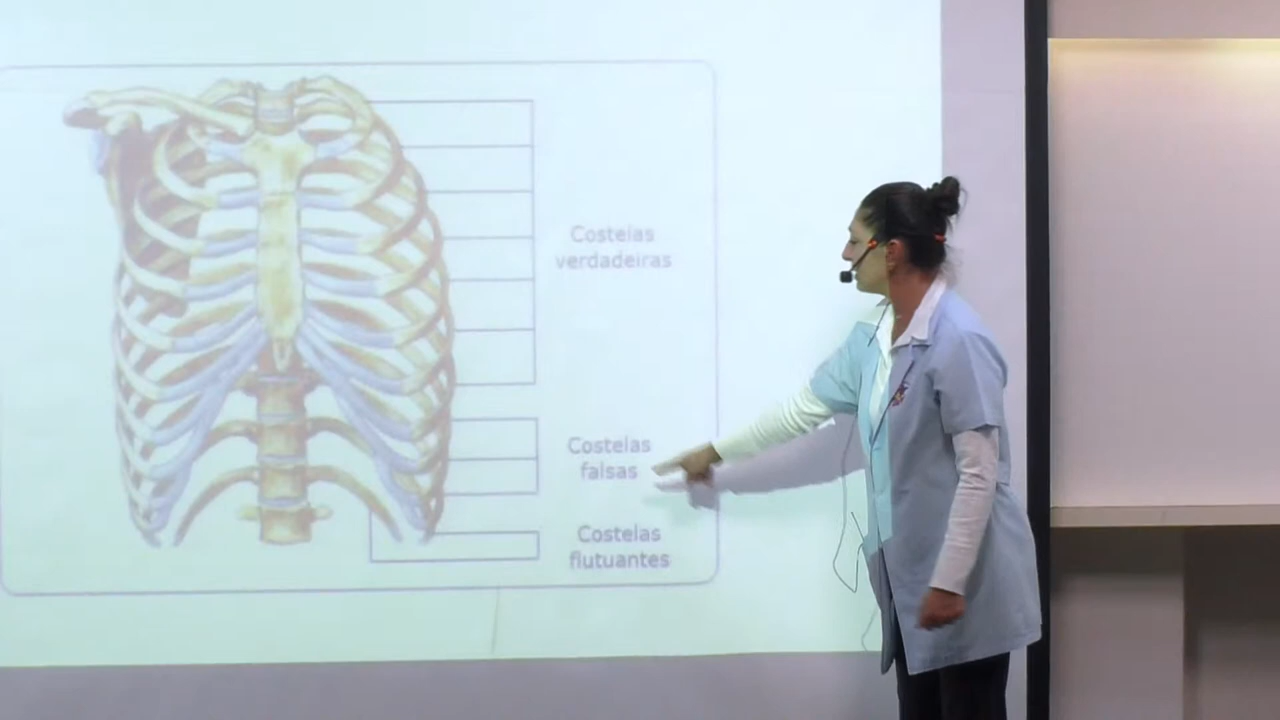 Costelas
verdadeiras
Costelas
falsas
Costelas
flutuantes